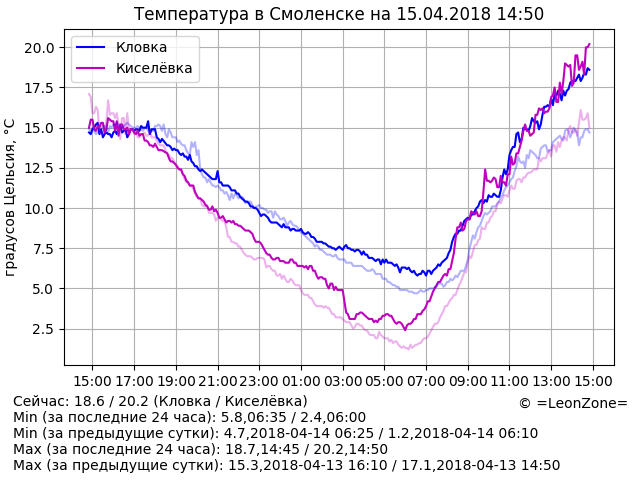 Температура в Смоленске на 15.04.2018 14:50
Кловка
Киселёвка
градусов Цельсия, °C
20.0
17.5
15.0
12.5
10.0
7.5
5.0
2.5
15:00 17:00 19:00 21:00 23:00 01:00 03:00 05:00 07:00 09:00 11:00 13:00 15:00
Сейчас: 18.6 / 20.2 (Кловка / Киселёвка)
© =LeonZone=
Min (за последние 24 часа): 5.8,06:35 / 2.4,06:00
Min (за предыдущие сутки): 4.7,2018-04-14 06:25 / 1.2,2018-04-14 06:10
Max (за последние 24 часа): 18.7,14:45 / 20.2,14:50
Max (за предыдущие сутки): 15.3,2018-04-13 16:10 / 17.1,2018-04-13 14:50